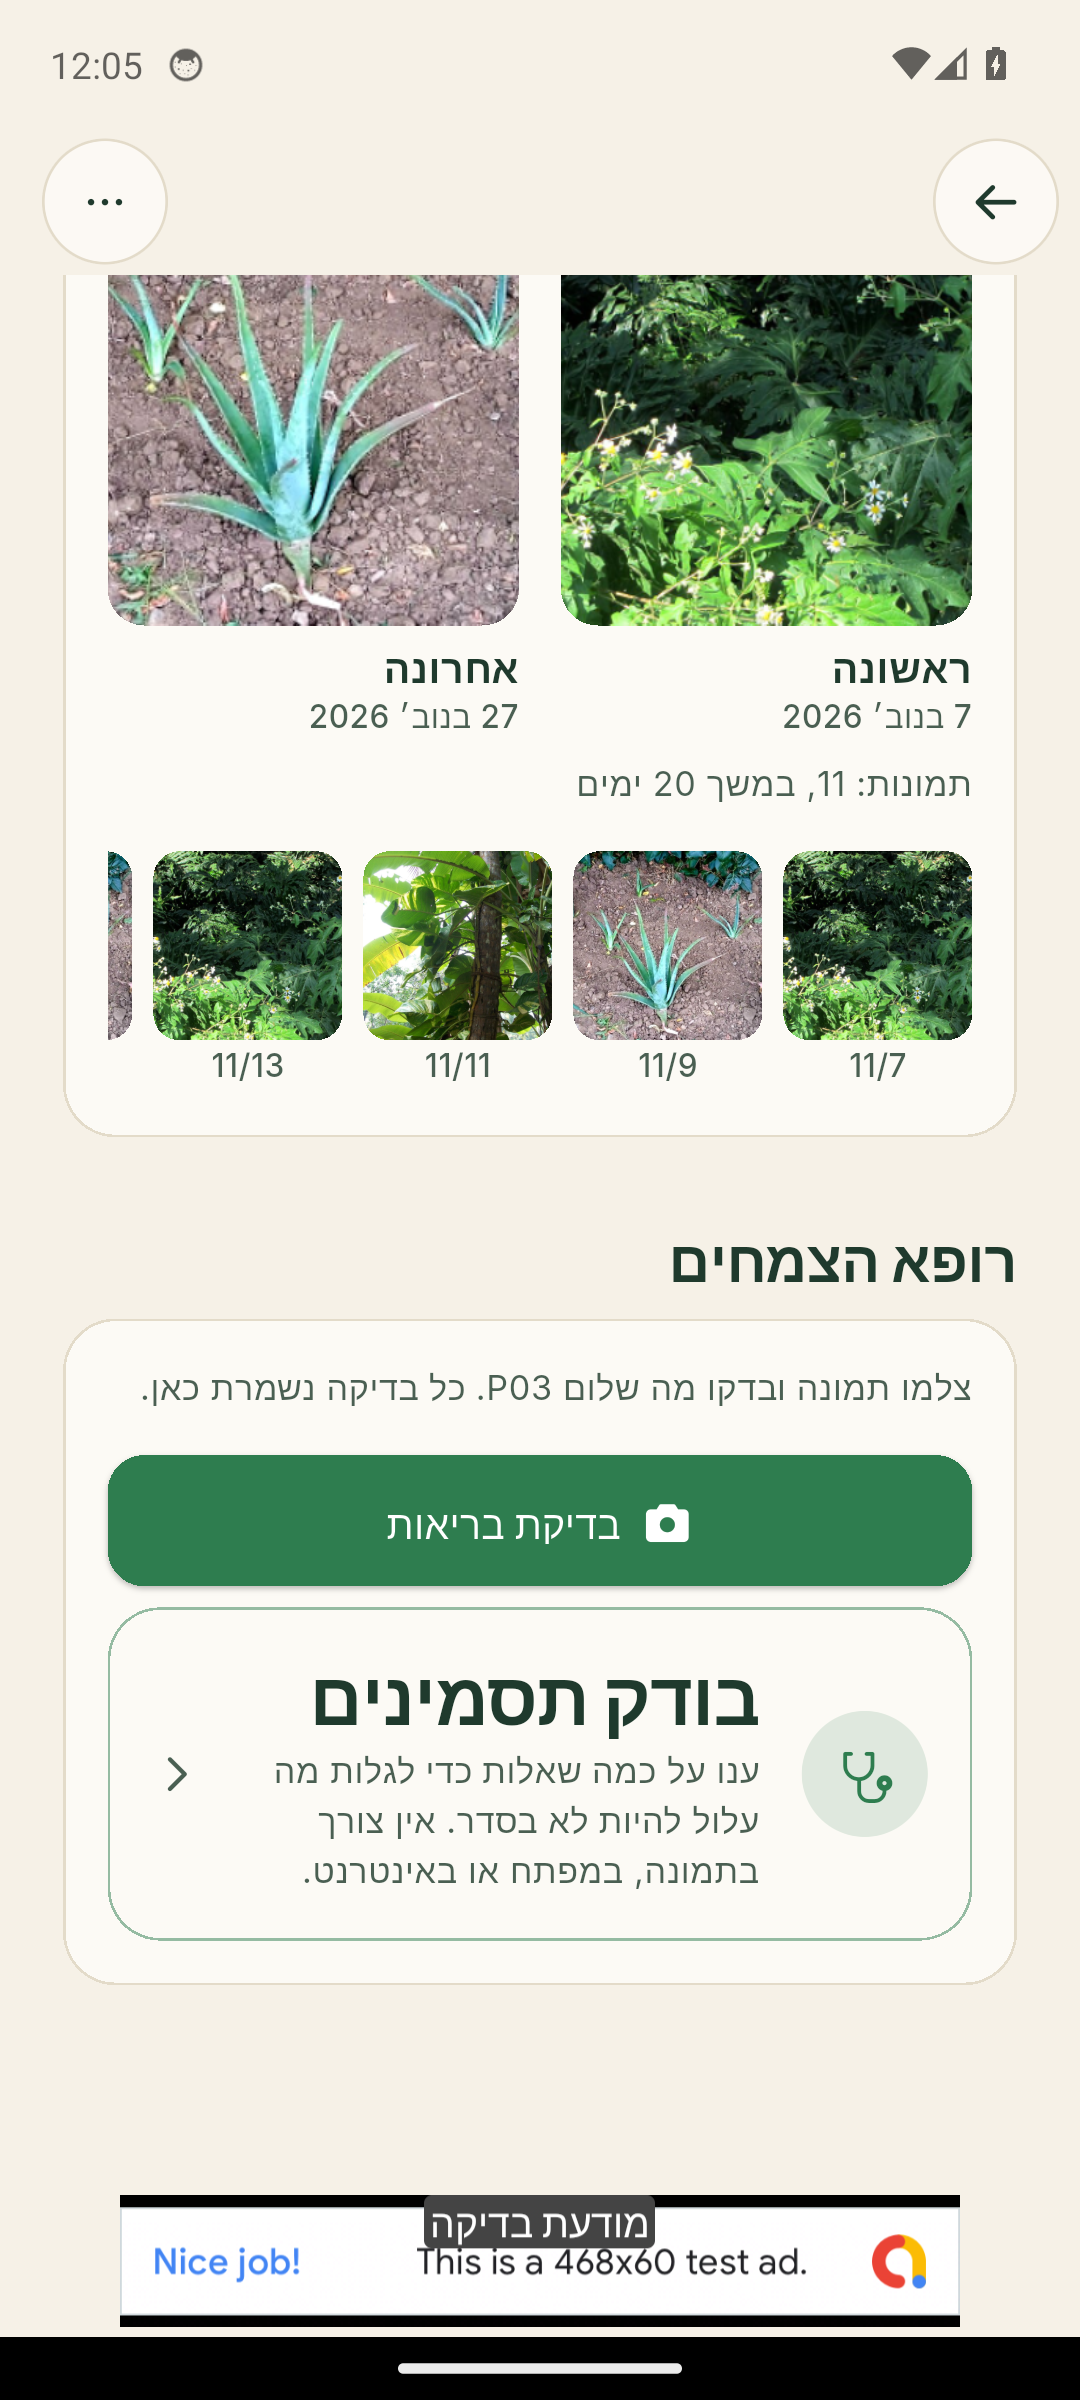 12:05
ראשונה
7 בנוב׳ 2026
אחרונה
27 בנוב׳ 2026
תמונות: 11, במשך 20 ימים
11/7
11/9
11/11
11/13
רופא הצמחים
צלמו תמונה ובדקו מה שלום P03. כל בדיקה נשמרת כאן.
בדיקת בריאות
בודק תסמינים
ענו על כמה שאלות כדי לגלות מה
עלול להיות לא בסדר. אין צורך
בתמונה, במפתח או באינטרנט.
מודעת בדיקה
Nice job!
This is a 468x60 test ad.